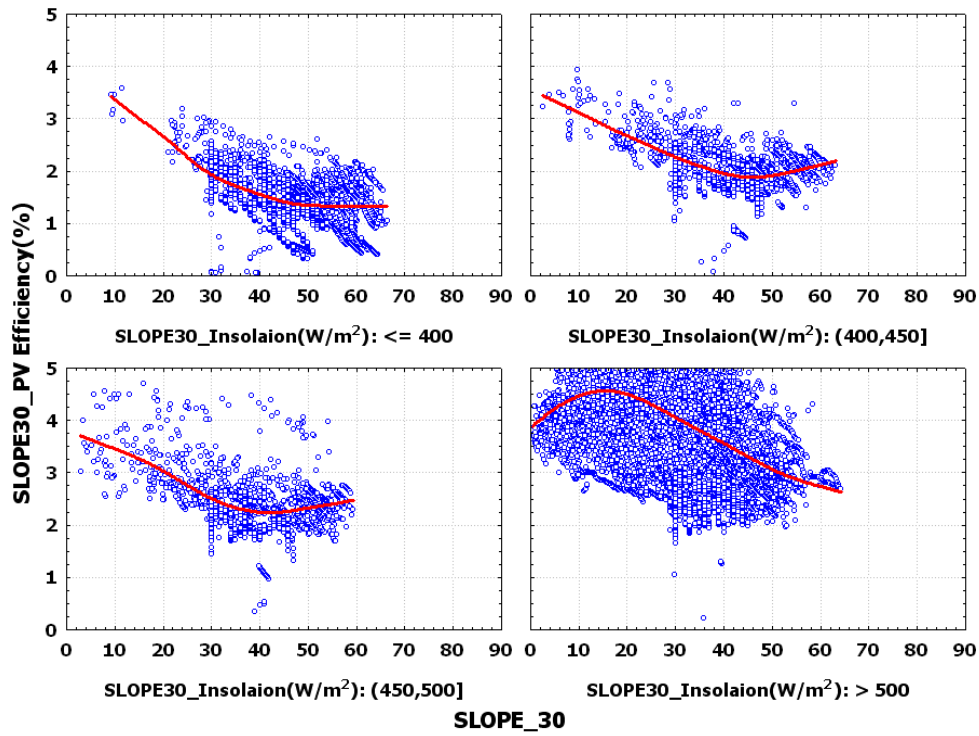 SLOPE30_PV Efficiency(%)
5
4
3
2
1
0
0 10 20 30 40 50 60 70 80 90
SLOPE30_Insolaion(W/m²): <= 400
5
4
3
2
1
0
0 10 20 30 40 50 60 70 80 90
SLOPE30_Insolaion(W/m²): (400,450]
5
4
3
2
1
0
0 10 20 30 40 50 60 70 80 90
SLOPE30_Insolaion(W/m²): (450,500]
5
4
3
2
1
0
0 10 20 30 40 50 60 70 80 90
SLOPE30_Insolaion(W/m²): > 500
SLOPE_30